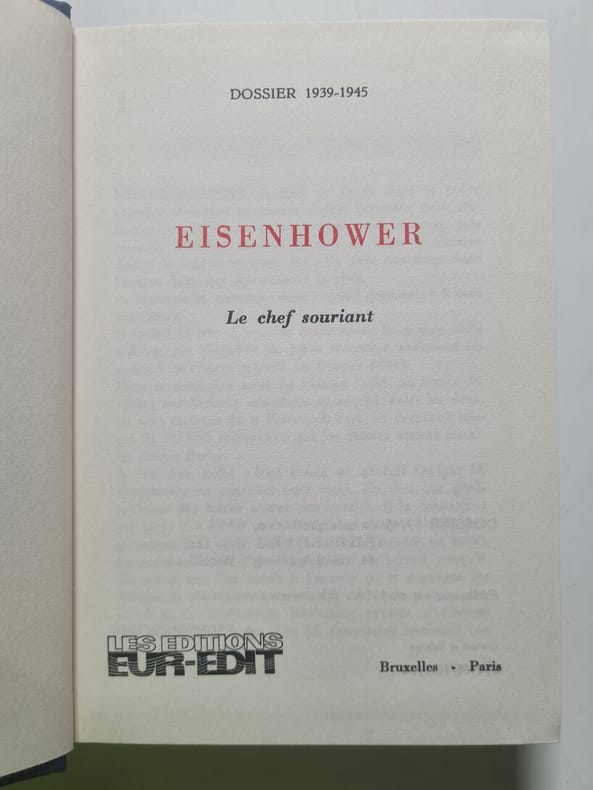 DOSSIER 1939-1945
EISENHOWER
Le chef souriant
LES EDITIONS
EUR-EDIT
Bruxelles - Paris